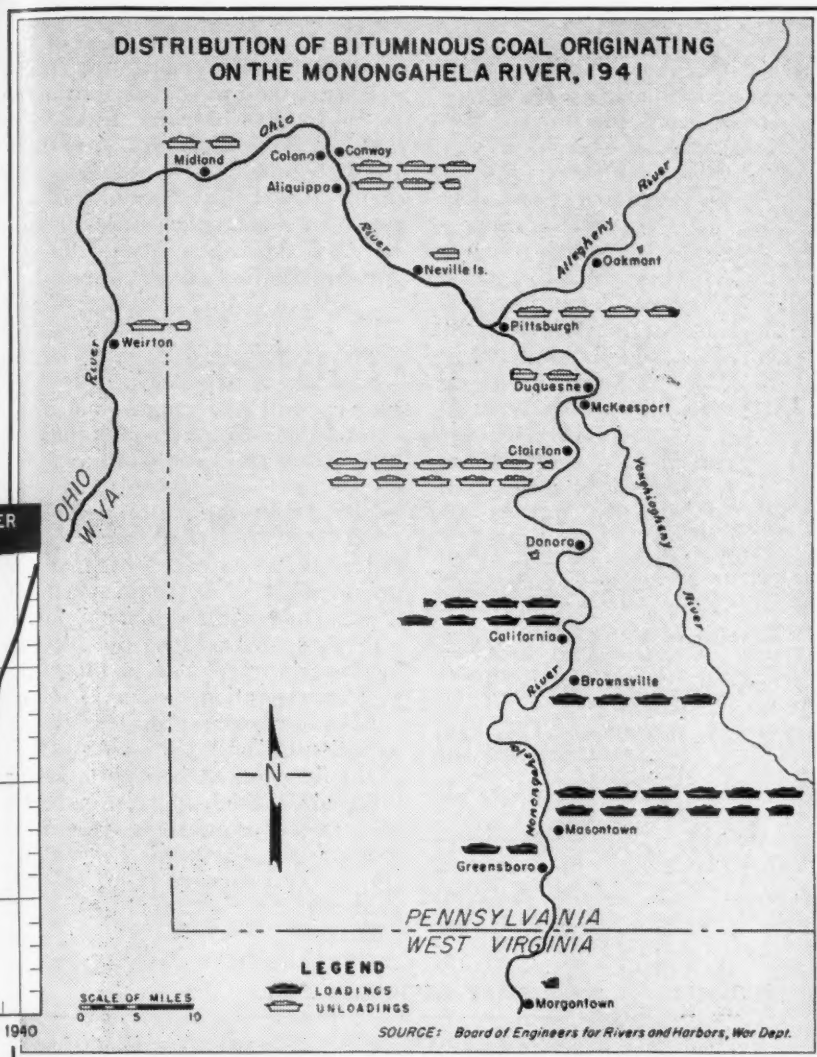 DISTRIBUTION OF BITUMINOUS COAL ORIGINATING
ON THE MONONGAHELA RIVER, 1941
Ohio
Midland
Colona
Conway
Aliquippa
River
Neville Is.
Allegheny River
Oakmont
Pittsburgh
Weirton
River
Duquesne
McKeesport
Clairton
Youghiogheny
River
OHIO
W. VA.
ER
Donora
California
River
Brownsville
N
Monongahela
Masontown
Greensboro
PENNSYLVANIA
WEST VIRGINIA
LEGEND
LOADINGS
UNLOADINGS
SCALE OF MILES
0 5 10
Morgantown
1940
SOURCE: Board of Engineers for Rivers and Harbors, War Dept.